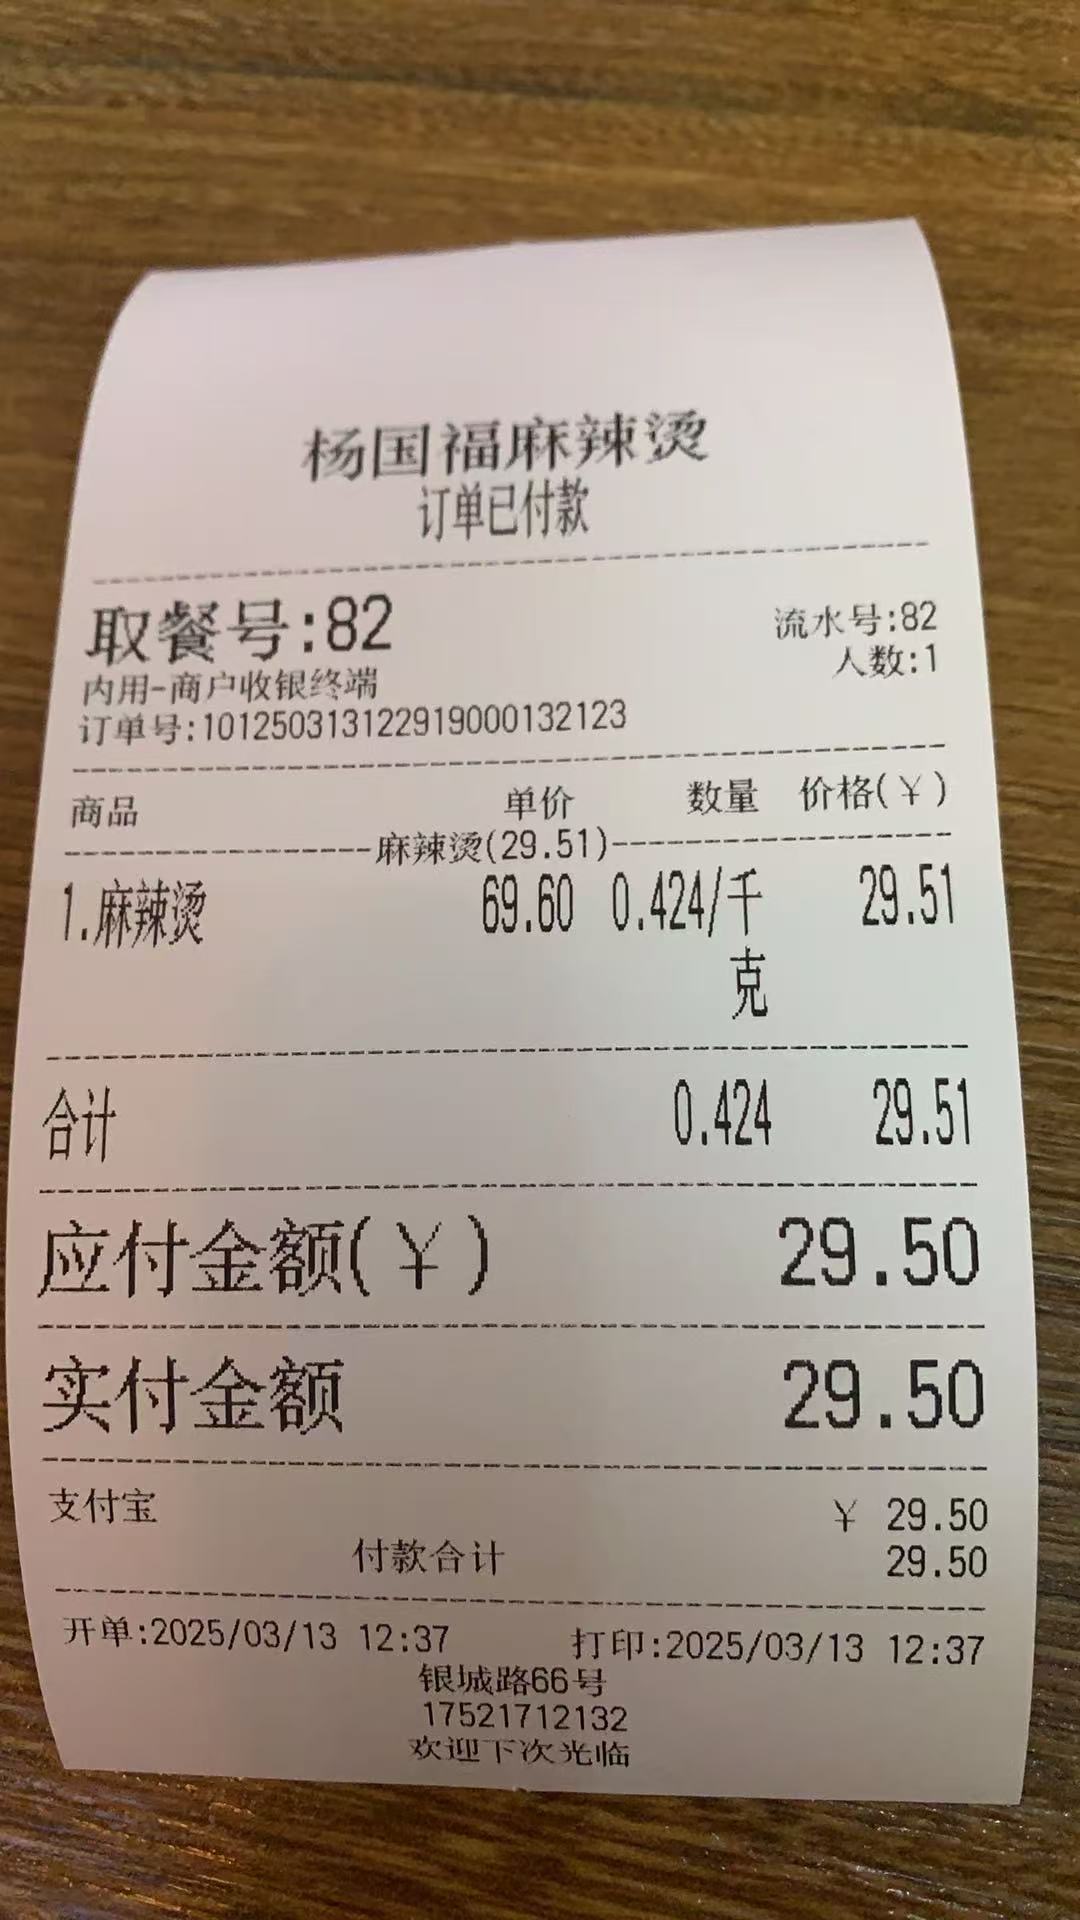 杨国福麻辣烫
订单已付款
取餐号:82 流水号:82
人数:1
内用-商户收银终端
订单号:101250313122919000132123
商品 单价 数量 价格(¥)
麻辣烫(29.51)
1.麻辣烫 69.60 0.424/千克 29.51
合计 0.424 29.51
应付金额(¥) 29.50
实付金额 29.50
支付宝 ¥ 29.50
付款合计 29.50
开单:2025/03/13 12:37 打印:2025/03/13 12:37
银城路66号
17521712132
欢迎下次光临